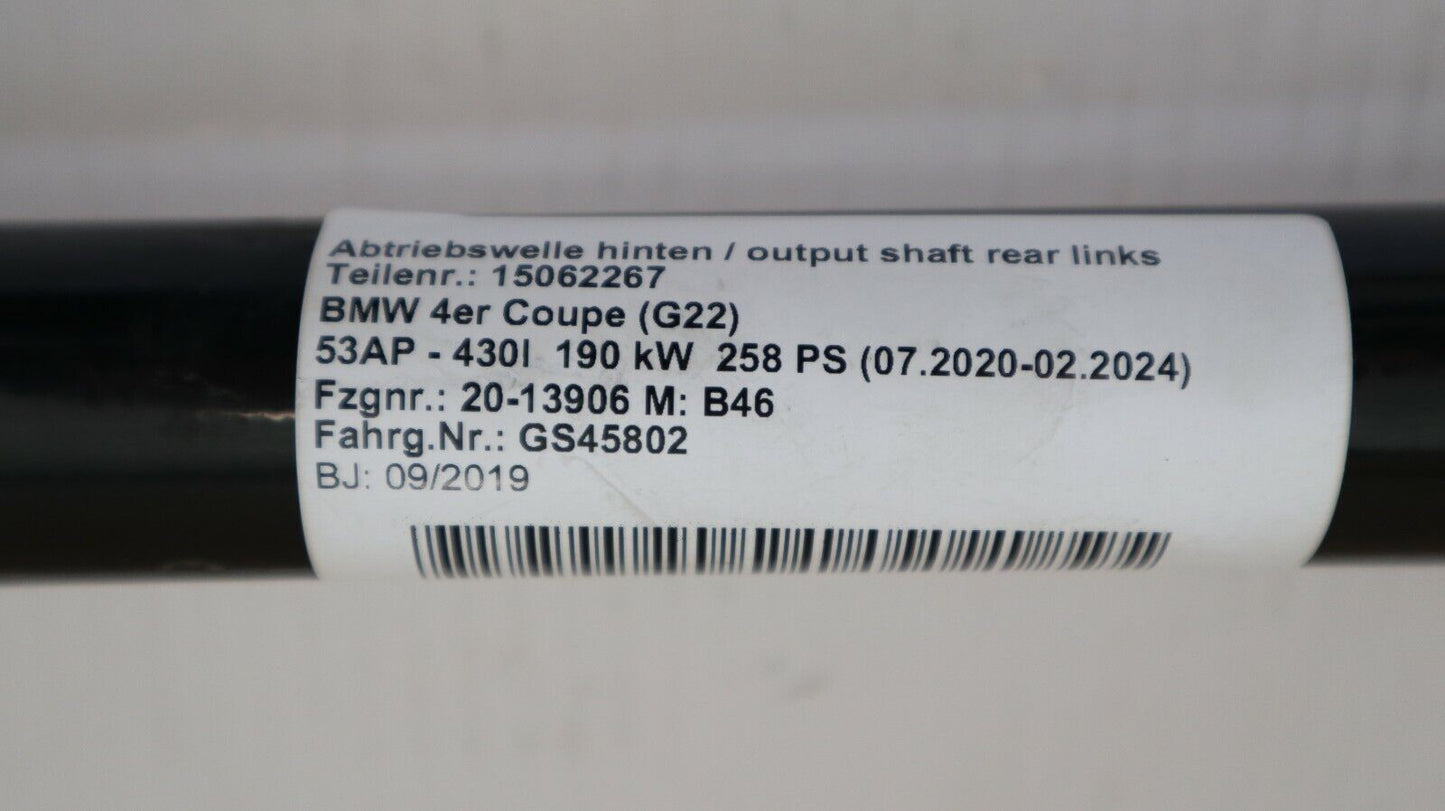 Abtriebswelle hinten / output shaft rear links
Teilenr.: 15062267
BMW 4er Coupe (G22)
53AP - 430I 190 kW 258 PS (07.2020-02.2024)
Fzgnr.: 20-13906 M: B46
Fahrg.Nr.: GS45802
BJ: 09/2019